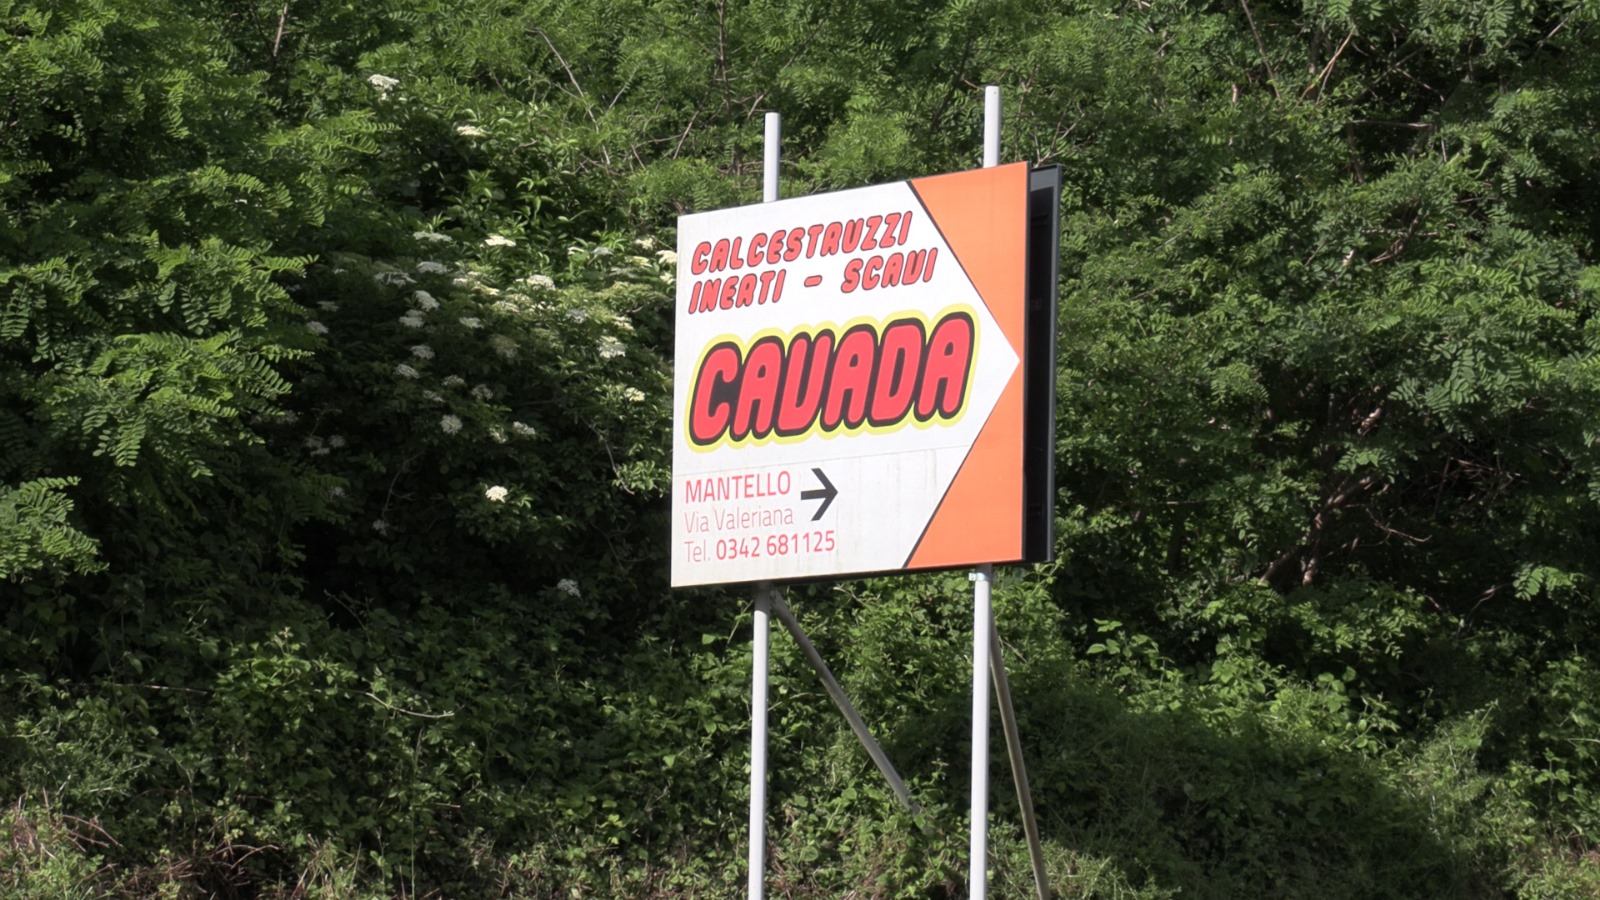 CALCESTRUZZI
INERTI - SCAVI
CAVADA
MANTELLO
Via Valeriana
Tel. 0342 681125